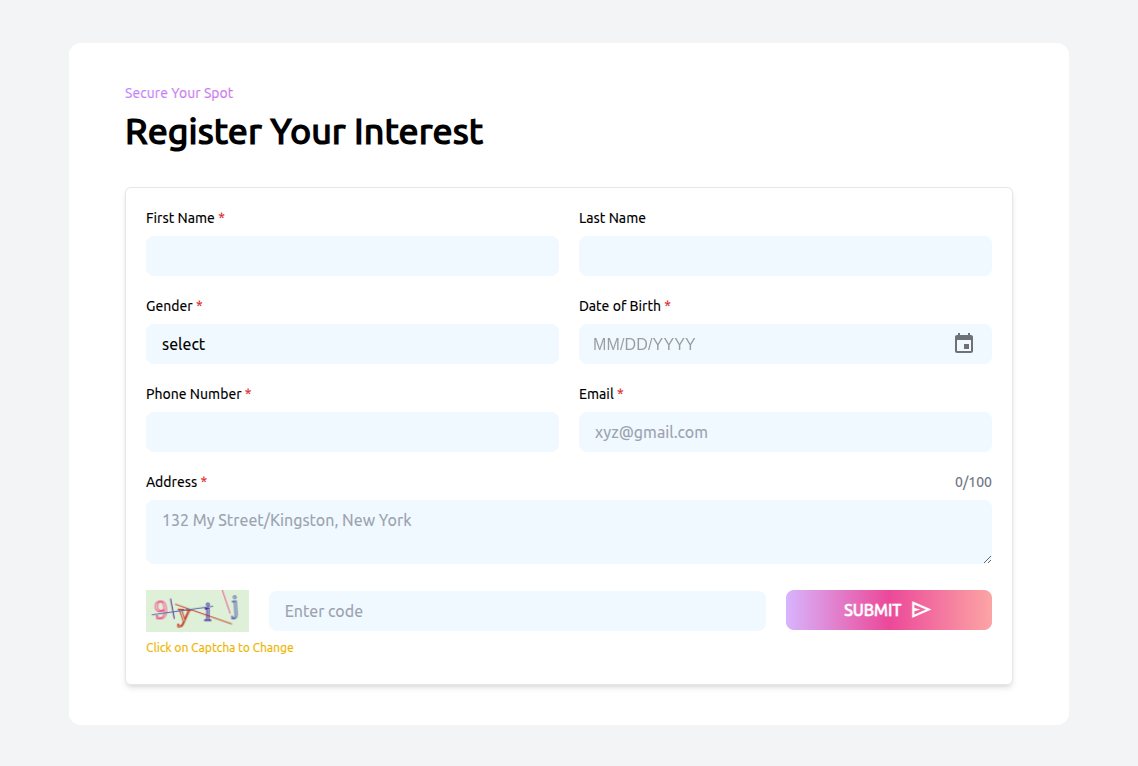 Secure Your Spot
Register Your Interest
First Name *
Last Name
Gender *
Date of Birth *
select
MM/DD/YYYY
Phone Number *
Email *
xyz@gmail.com
Address *
0/100
132 My Street/Kingston, New York
Enter code
SUBMIT
Click on Captcha to Change